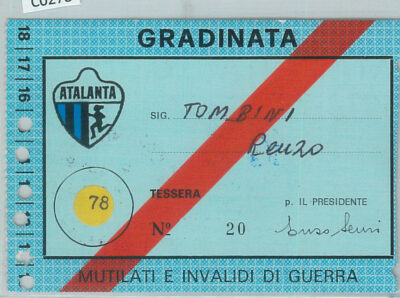 GRADINATA
18 17 16
ATALANTA
SIG. TOMBINI
Renzo
TESSERA
78
p. IL PRESIDENTE
N° 20
MUTILATI E INVALIDI DI GUERRA